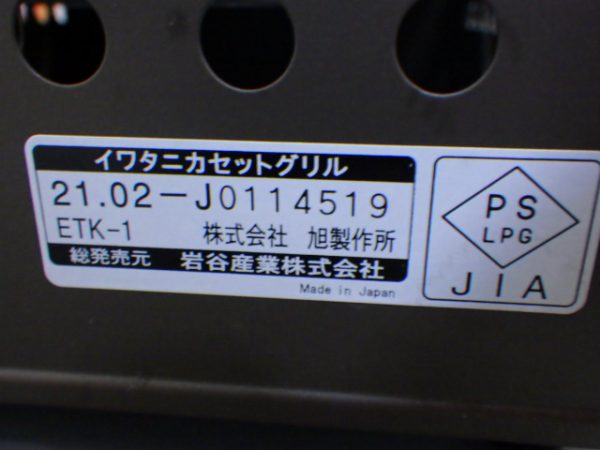 イワタニカセットグリル
21.02-J0114519
ETK-1 株式会社 旭製作所
総発売元 岩谷産業株式会社
Made in Japan
PS
LPG
JIA